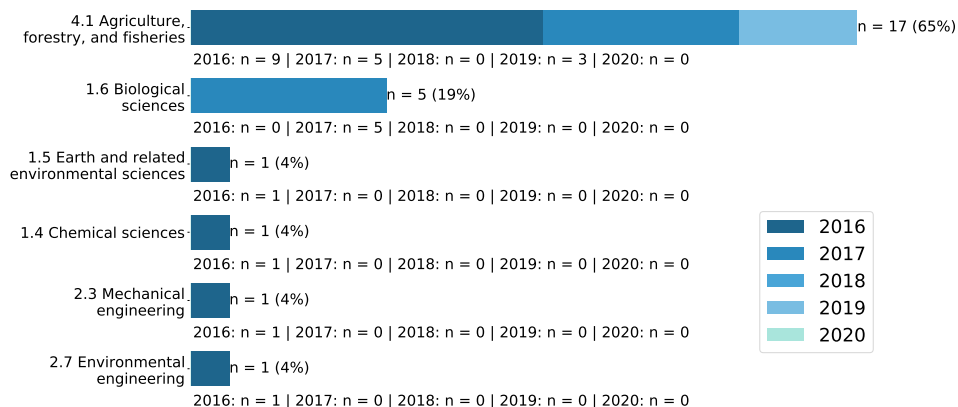 4.1 Agriculture,
forestry, and fisheries
n = 17 (65%)
2016: n = 9 | 2017: n = 5 | 2018: n = 0 | 2019: n = 3 | 2020: n = 0
1.6 Biological
sciences
n = 5 (19%)
2016: n = 0 | 2017: n = 5 | 2018: n = 0 | 2019: n = 0 | 2020: n = 0
1.5 Earth and related
environmental sciences
n = 1 (4%)
2016: n = 1 | 2017: n = 0 | 2018: n = 0 | 2019: n = 0 | 2020: n = 0
1.4 Chemical sciences
n = 1 (4%)
2016: n = 1 | 2017: n = 0 | 2018: n = 0 | 2019: n = 0 | 2020: n = 0
2.3 Mechanical
engineering
n = 1 (4%)
2016: n = 1 | 2017: n = 0 | 2018: n = 0 | 2019: n = 0 | 2020: n = 0
2.7 Environmental
engineering
n = 1 (4%)
2016: n = 1 | 2017: n = 0 | 2018: n = 0 | 2019: n = 0 | 2020: n = 0
2016
2017
2018
2019
2020